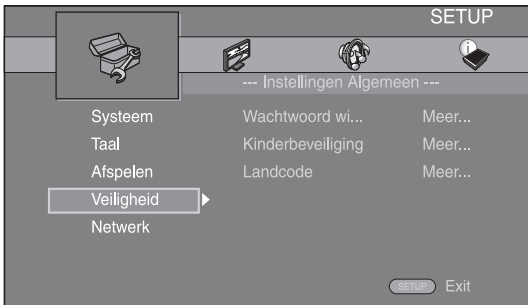 SETUP
--- Instellingen Algemeen ---
Systeem Wachtwoord wi... Meer...
Taal Kinderbeveiliging Meer...
Afspelen Landcode Meer...
Veiligheid
Netwerk
SETUP Exit